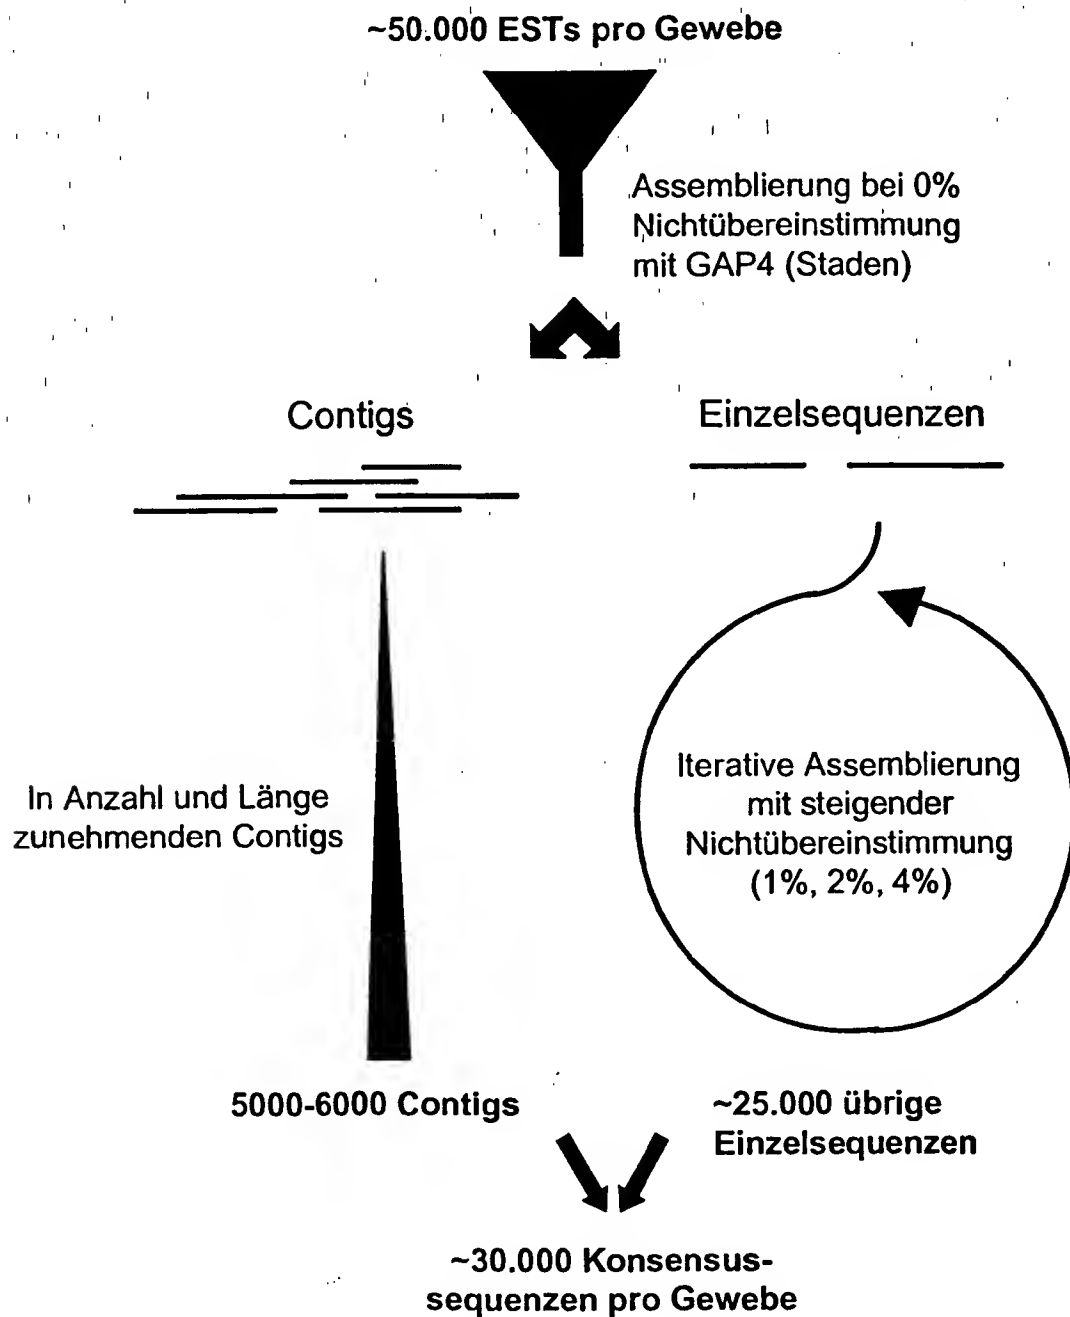 ~50.000 ESTs pro Gewebe
Assemblierung bei 0%
Nichtübereinstimmung
mit GAP4 (Staden)
Contigs
Einzelsequenzen
In Anzahl und Länge
zunehmenden Contigs
Iterative Assemblierung
mit steigender
Nichtübereinstimmung
(1%, 2%, 4%)
5000-6000 Contigs
~25.000 übrige
Einzelsequenzen
~30.000 Konsensus-
sequenzen pro Gewebe